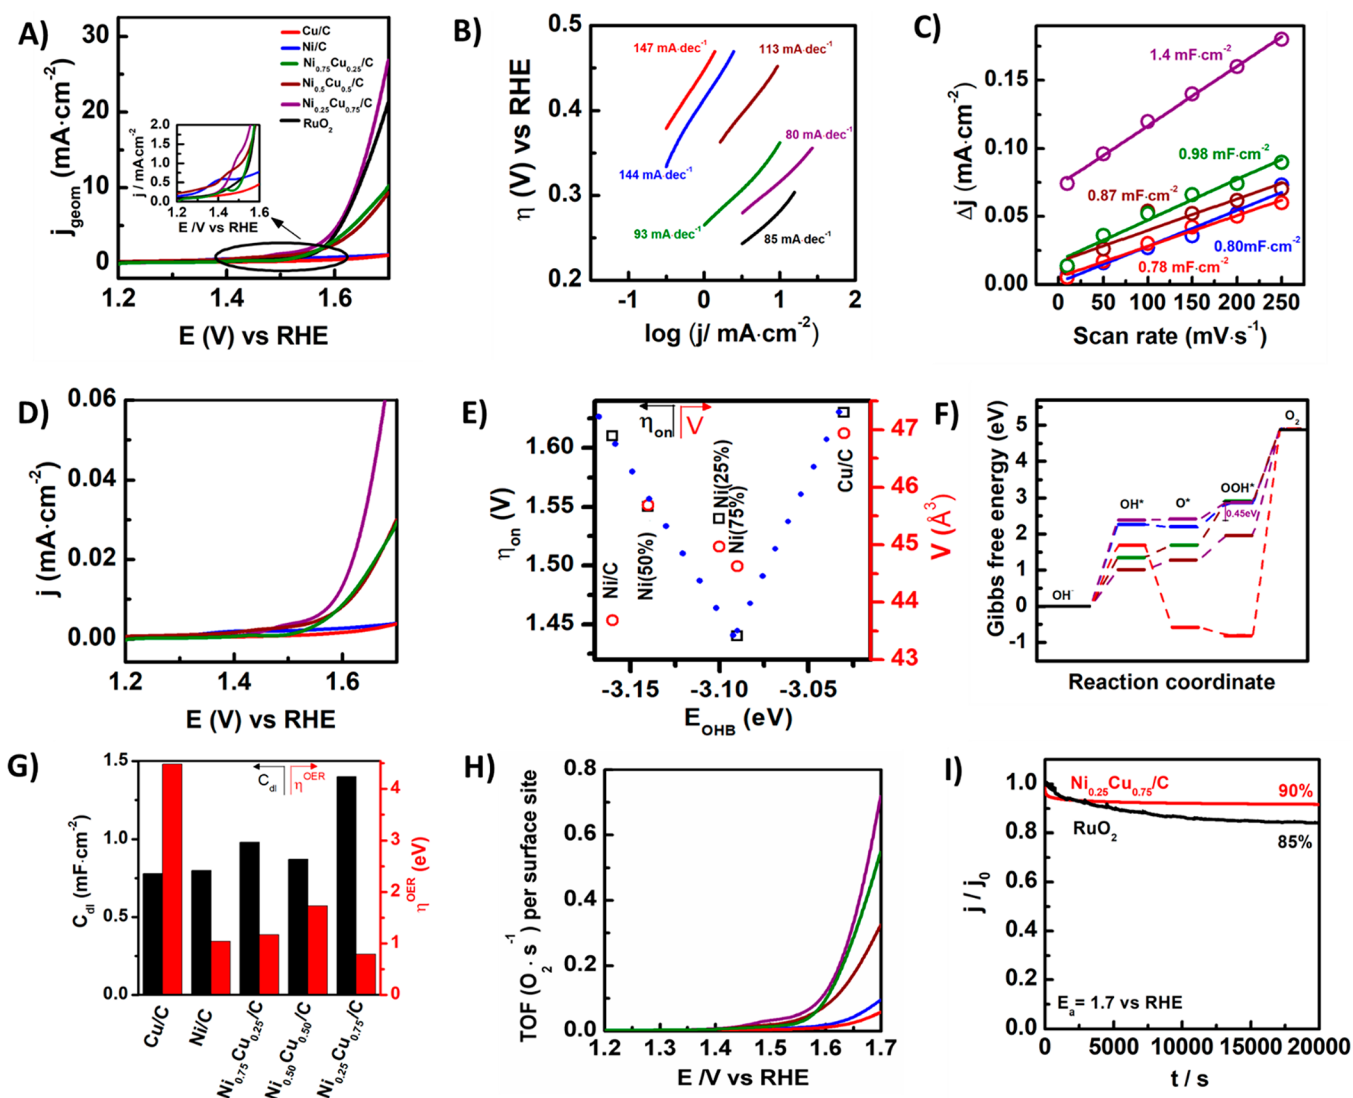 A)
j_geom (mA·cm⁻²)
30
20
10
0
1.2
1.4
1.6
E (V) vs RHE
Cu/C
Ni/C
Ni₀.₇₅Cu₀.₂₅/C
Ni₀.₅Cu₀.₅/C
Ni₀.₂₅Cu₀.₇₅/C
RuO₂
j / mA·cm⁻²
2.0
1.5
1.0
0.5
0.0
1.2
1.4
1.6
E /V vs RHE
B)
η (V) vs RHE
0.5
0.4
0.3
0.2
147 mA·dec⁻¹
113 mA·dec⁻¹
144 mA·dec⁻¹
80 mA·dec⁻¹
93 mA·dec⁻¹
85 mA·dec⁻¹
-1
0
1
2
log (j/ mA·cm⁻²)
C)
Δj (mA·cm⁻²)
0.15
0.10
0.05
0.00
1.4 mF·cm⁻²
0.98 mF·cm⁻²
0.87 mF·cm⁻²
0.80mF·cm⁻²
0.78 mF·cm⁻²
0
50
100
150
200
250
Scan rate (mV·s⁻¹)
D)
j (mA·cm⁻²)
0.06
0.04
0.02
0.00
1.2
1.4
1.6
E (V) vs RHE
E)
η_on (V)
1.60
1.55
1.50
1.45
η_on
V
Ni/C
Ni(50%)
Ni(25%)
Ni(75%)
Cu/C
47
46
45
44
43
V (Å³)
-3.15
-3.10
-3.05
E_OHB (eV)
F)
Gibbs free energy (eV)
5
4
3
2
1
0
-1
OH⁻
OH*
O*
OOH*
0.45eV
O₂
Reaction coordinate
G)
C_dl (mF·cm⁻²)
1.5
1.0
0.5
0.0
C_dl
η^OER
4
3
2
1
0
η^OER (eV)
Cu/C
Ni/C
Ni₀.₇₅Cu₀.₂₅/C
Ni₀.₅₀Cu₀.₅₀/C
Ni₀.₂₅Cu₀.₇₅/C
H)
TOF (O₂ · s⁻¹) per surface site
0.8
0.6
0.4
0.2
0.0
1.2
1.3
1.4
1.5
1.6
1.7
E /V vs RHE
I)
j / j₀
1.0
0.8
0.6
0.4
0.2
0.0
Ni₀.₂₅Cu₀.₇₅/C
90%
RuO₂
85%
Eₐ = 1.7 vs RHE
0
5000
10000
15000
20000
t / s